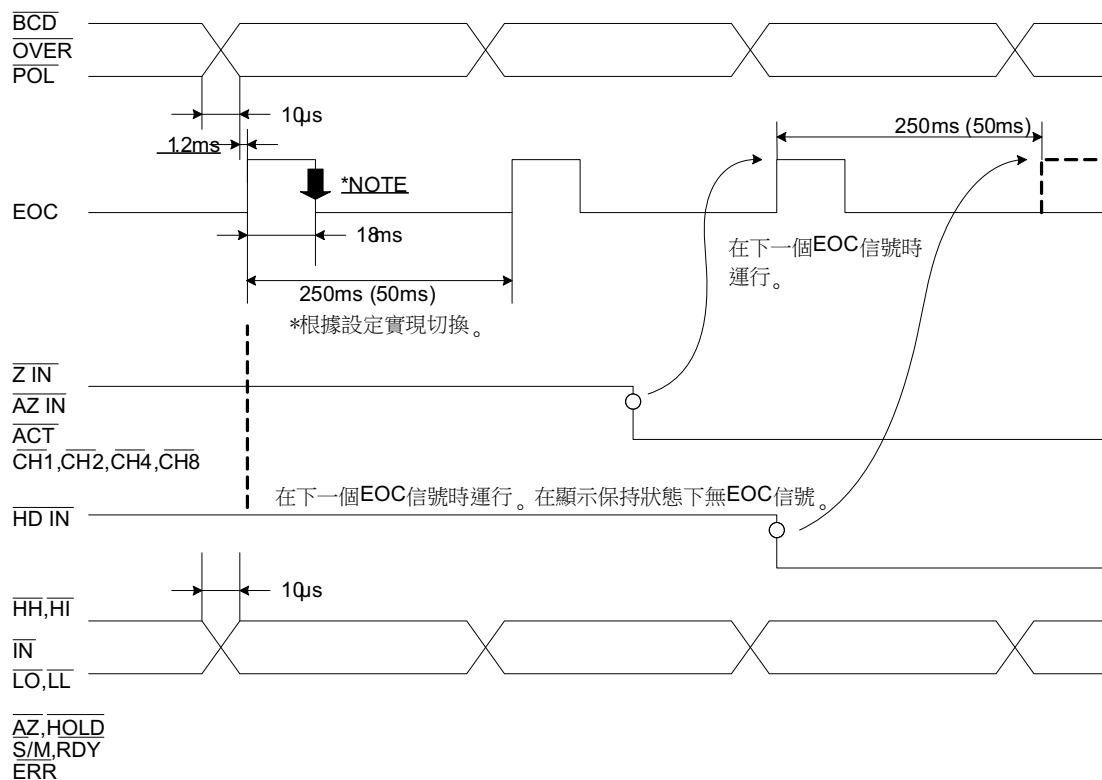 BCD
OVER
POL
10µs
1.2ms
250ms (50ms)
*NOTE
EOC
18ms
在下一個EOC信號時
運行。
250ms (50ms)
*根據設定實現切換。
Z IN
AZ IN
ACT
CH1,CH2,CH4,CH8
在下一個EOC信號時運行。在顯示保持狀態下無EOC信號。
HD IN
10µs
HH,HI
IN
LO,LL
AZ,HOLD
S/M,RDY
ERR